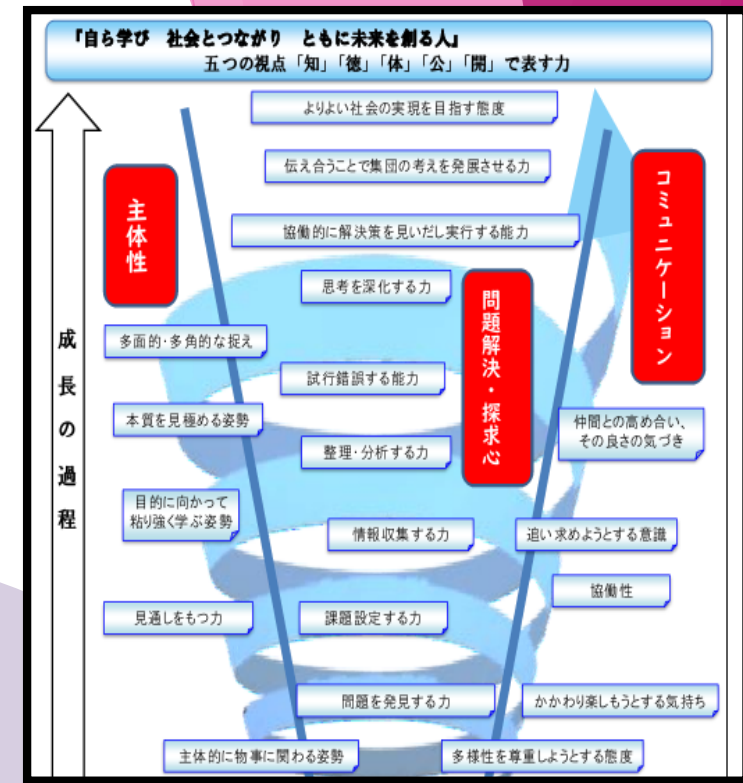 『自ら学び 社会とつながり ともに未来を創る人』
五つの視点「知」「徳」「体」「公」「開」で表す力
よりよい社会の実現を目指す態度
伝え合うことで集団の考えを発展させる力
協働的に解決策を見いだし実行する能力
主体性
コミュニケーション
問題解決・探求心
思考を深化する力
多面的・多角的な捉え
試行錯誤する能力
本質を見極める姿勢
仲間との高め合い、
その良さの気づき
整理・分析する力
目的に向かって
粘り強く学ぶ姿勢
情報収集する力
追い求めようとする意識
協働性
見通しをもつ力
課題設定する力
問題を発見する力
かかわり楽しもうとする気持ち
主体的に物事に関わる姿勢
多様性を尊重しようとする態度
成長の過程